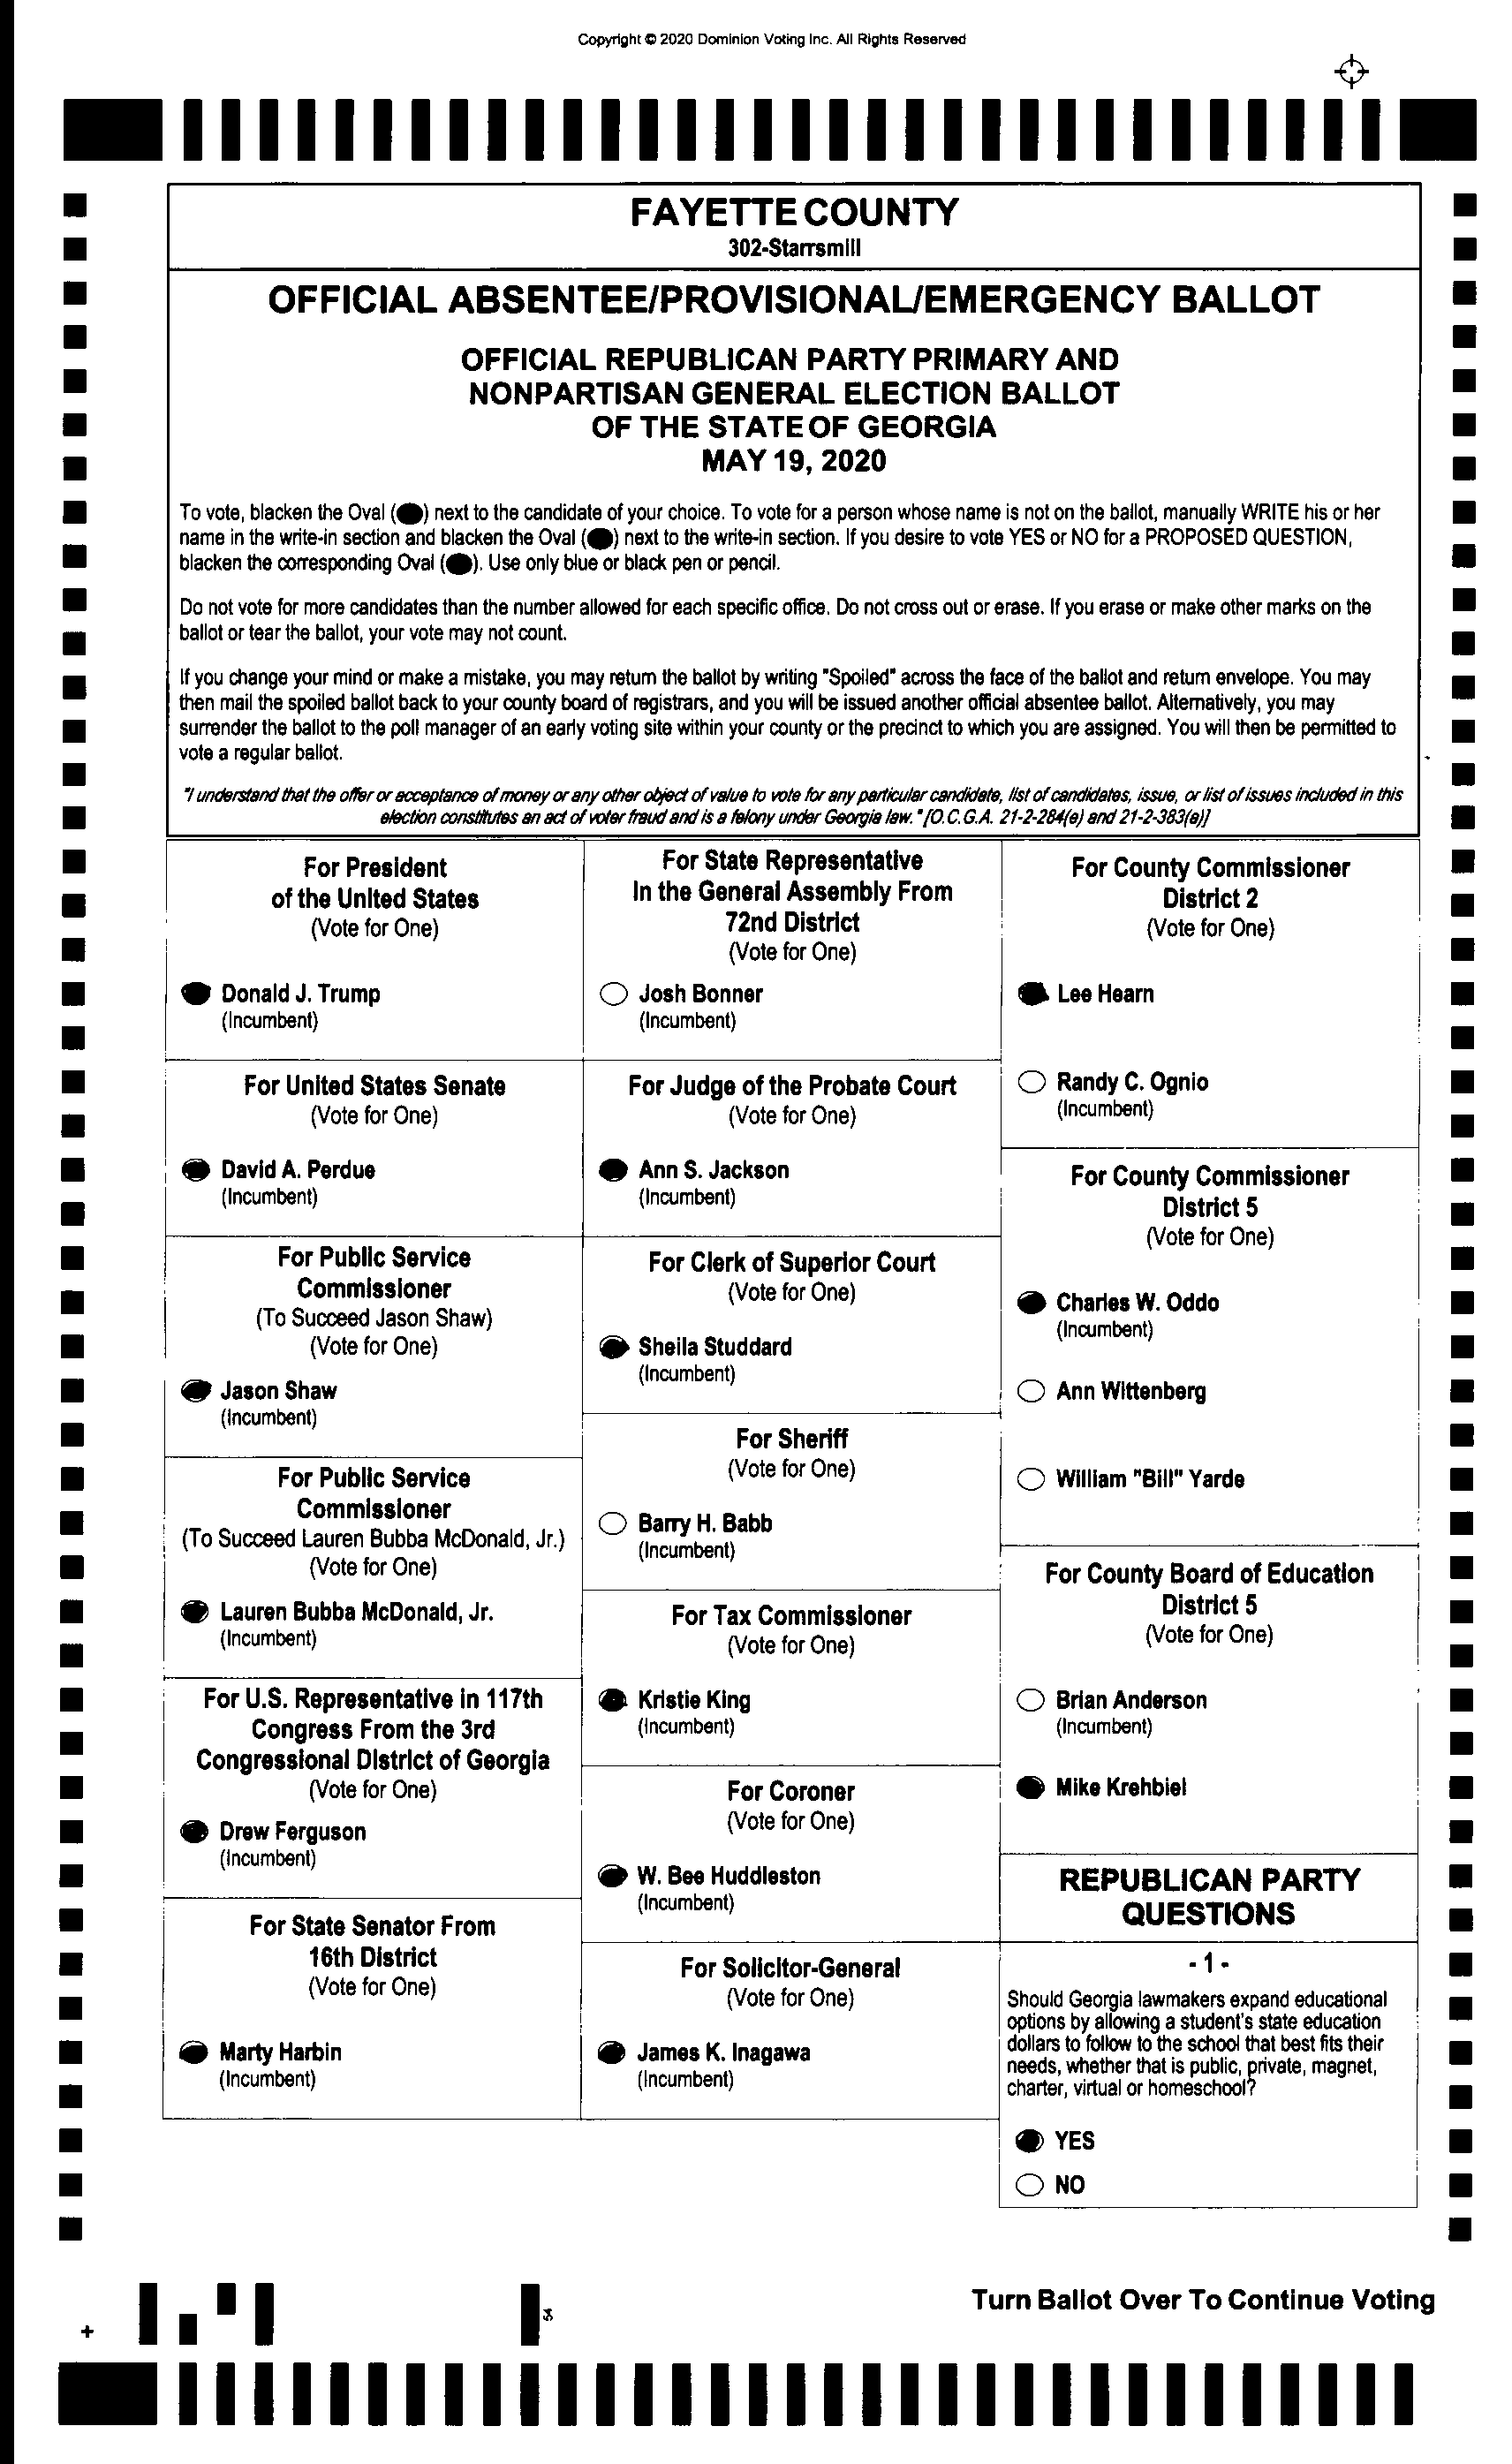 Copyright © 2020 Dominion Voting Inc. All Rights Reserved
FAYETTE COUNTY
302-Starrsmill
OFFICIAL ABSENTEE/PROVISIONAL/EMERGENCY BALLOT
OFFICIAL REPUBLICAN PARTY PRIMARY AND
NONPARTISAN GENERAL ELECTION BALLOT
OF THE STATE OF GEORGIA
MAY 19, 2020
To vote, blacken the Oval ( ) next to the candidate of your choice. To vote for a person whose name is not on the ballot, manually WRITE his or her
name in the write-in section and blacken the Oval ( ) next to the write-in section. If you desire to vote YES or NO for a PROPOSED QUESTION,
blacken the corresponding Oval ( ). Use only blue or black pen or pencil.
Do not vote for more candidates than the number allowed for each specific office. Do not cross out or erase. If you erase or make other marks on the
ballot or tear the ballot, your vote may not count.
If you change your mind or make a mistake, you may return the ballot by writing "Spoiled" across the face of the ballot and return envelope. You may
then mail the spoiled ballot back to your county board of registrars, and you will be issued another official absentee ballot. Alternatively, you may
surrender the ballot to the poll manager of an early voting site within your county or the precinct to which you are assigned. You will then be permitted to
vote a regular ballot.
"I understand that the offer or acceptance of money or any other object of value to vote for any particular candidate, list of candidates, issue, or list of issues included in this
election constitutes an act of voter fraud and is a felony under Georgia law." [O.C.G.A. 21-2-284(e) and 21-2-383(a)]
For President
of the United States
(Vote for One)
Donald J. Trump
(Incumbent)
For United States Senate
(Vote for One)
David A. Perdue
(Incumbent)
For Public Service
Commissioner
(To Succeed Jason Shaw)
(Vote for One)
Jason Shaw
(Incumbent)
For Public Service
Commissioner
(To Succeed Lauren Bubba McDonald, Jr.)
(Vote for One)
Lauren Bubba McDonald, Jr.
(Incumbent)
For U.S. Representative in 117th
Congress From the 3rd
Congressional District of Georgia
(Vote for One)
Drew Ferguson
(Incumbent)
For State Senator From
16th District
(Vote for One)
Marty Harbin
(Incumbent)
For State Representative
In the General Assembly From
72nd District
(Vote for One)
Josh Bonner
(Incumbent)
For Judge of the Probate Court
(Vote for One)
Ann S. Jackson
(Incumbent)
For Clerk of Superior Court
(Vote for One)
Sheila Studdard
(Incumbent)
For Sheriff
(Vote for One)
Barry H. Babb
(Incumbent)
For Tax Commissioner
(Vote for One)
Kristie King
(Incumbent)
For Coroner
(Vote for One)
W. Bee Huddleston
(Incumbent)
For Solicitor-General
(Vote for One)
James K. Inagawa
(Incumbent)
For County Commissioner
District 2
(Vote for One)
Lee Hearn
Randy C. Ognio
(Incumbent)
For County Commissioner
District 5
(Vote for One)
Charles W. Oddo
(Incumbent)
Ann Wittenberg
William "Bill" Yarde
For County Board of Education
District 5
(Vote for One)
Brian Anderson
(Incumbent)
Mike Krehbiel
REPUBLICAN PARTY
QUESTIONS
- 1 -
Should Georgia lawmakers expand educational
options by allowing a student's state education
dollars to follow to the school that best fits their
needs, whether that is public, private, magnet,
charter, virtual or homeschool?
YES
NO
Turn Ballot Over To Continue Voting